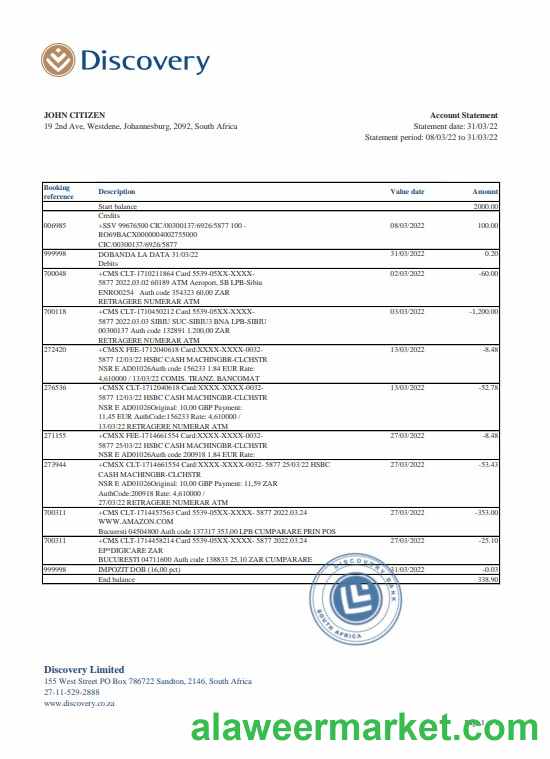 Discovery
JOHN CITIZEN
19 2nd Ave, Westdene, Johannesburg, 2092, South Africa
Account Statement
Statement date: 31/03/22
Statement period: 08/03/22 to 31/03/22
Booking reference Description Value date Amount
Start balance 2000.00
Credits
006985 +SSV 99676500 CIC/00300137/6926/5877 100 - 08/03/2022 100.00
RO69BACX0000004002755000
CIC/00300137/6926/5877
999998 DOBANDA LA DATA 31/03/22 31/03/2022 0.20
Debits
700048 +CMS CLT-1710211864 Card 5539-05XX-XXXX- 02/03/2022 -60.00
5877 2022.03.02 60189 ATM Aeroport, SB LPB-Sibiu
ENRO0254 Auth code 354323 60,00 ZAR
RETRAGERE NUMERAR ATM
700118 +CMS CLT-1710450212 Card 5539-05XX-XXXX- 03/03/2022 -1,200.00
5877 2022.03.03 SIBIU SUC-SIBIU3 BNA LPB-SIBIU
00300137 Auth code 132891 1.200,00 ZAR
RETRAGERE NUMERAR ATM
272420 +CMSX FEE-1712040618 Card:XXXX-XXXX-0032- 13/03/2022 -8.48
5877 12/03/22 HSBC CASH MACHINGBR-CLCHSTR
NSR E AD01026Auth code 156233 1.84 EUR Rate:
4,610000 / 13/03/22 COMIS. TRANZ. BANCOMAT
276536 +CMSX CLT-1712040618 Card:XXXX-XXXX-0032- 13/03/2022 -52.78
5877 12/03/22 HSBC CASH MACHINGBR-CLCHSTR
NSR E AD01026Original: 10,00 GBP Payment:
11,45 EUR AuthCode:156233 Rate: 4,610000 /
13/03/22 RETRAGERE NUMERAR ATM
271155 +CMSX FEE-1714661554 Card:XXXX-XXXX-0032- 27/03/2022 -8.48
5877 25/03/22 HSBC CASH MACHINGBR-CLCHSTR
NSR E AD01026Auth code 200918 1.84 EUR Rate:
273944 +CMSX CLT-1714661554 Card:XXXX-XXXX-0032- 5877 25/03/22 HSBC 27/03/2022 -53.43
CASH MACHINGBR-CLCHSTR
NSR E AD01026Original: 10,00 GBP Payment: 11,59 ZAR
AuthCode:200918 Rate: 4,610000 /
27/03/22 RETRAGERE NUMERAR ATM
700311 +CMS CLT-1714457563 Card 5539-05XX-XXXX- 5877 2022.03.24 27/03/2022 -353.00
WWW.AMAZON.COM
Bucuresti 04504800 Auth code 137317 353,00 LPB CUMPARARE PRIN POS
700311 +CMS CLT-1714458214 Card 5539-05XX-XXXX- 5877 2022.03.24 27/03/2022 -25.10
EP*DIGICARE ZAR
BUCURESTI 04711600 Auth code 138833 25,10 ZAR CUMPARARE
999998 IMPOZIT DOB (16,00 pct) 31/03/2022 -0.03
End balance 338.90
DISCOVERY BANK
SOUTH AFRICA
Discovery Limited
155 West Street PO Box 786722 Sandton, 2146, South Africa
27-11-529-2888
www.discovery.co.za
alaweermarket.com